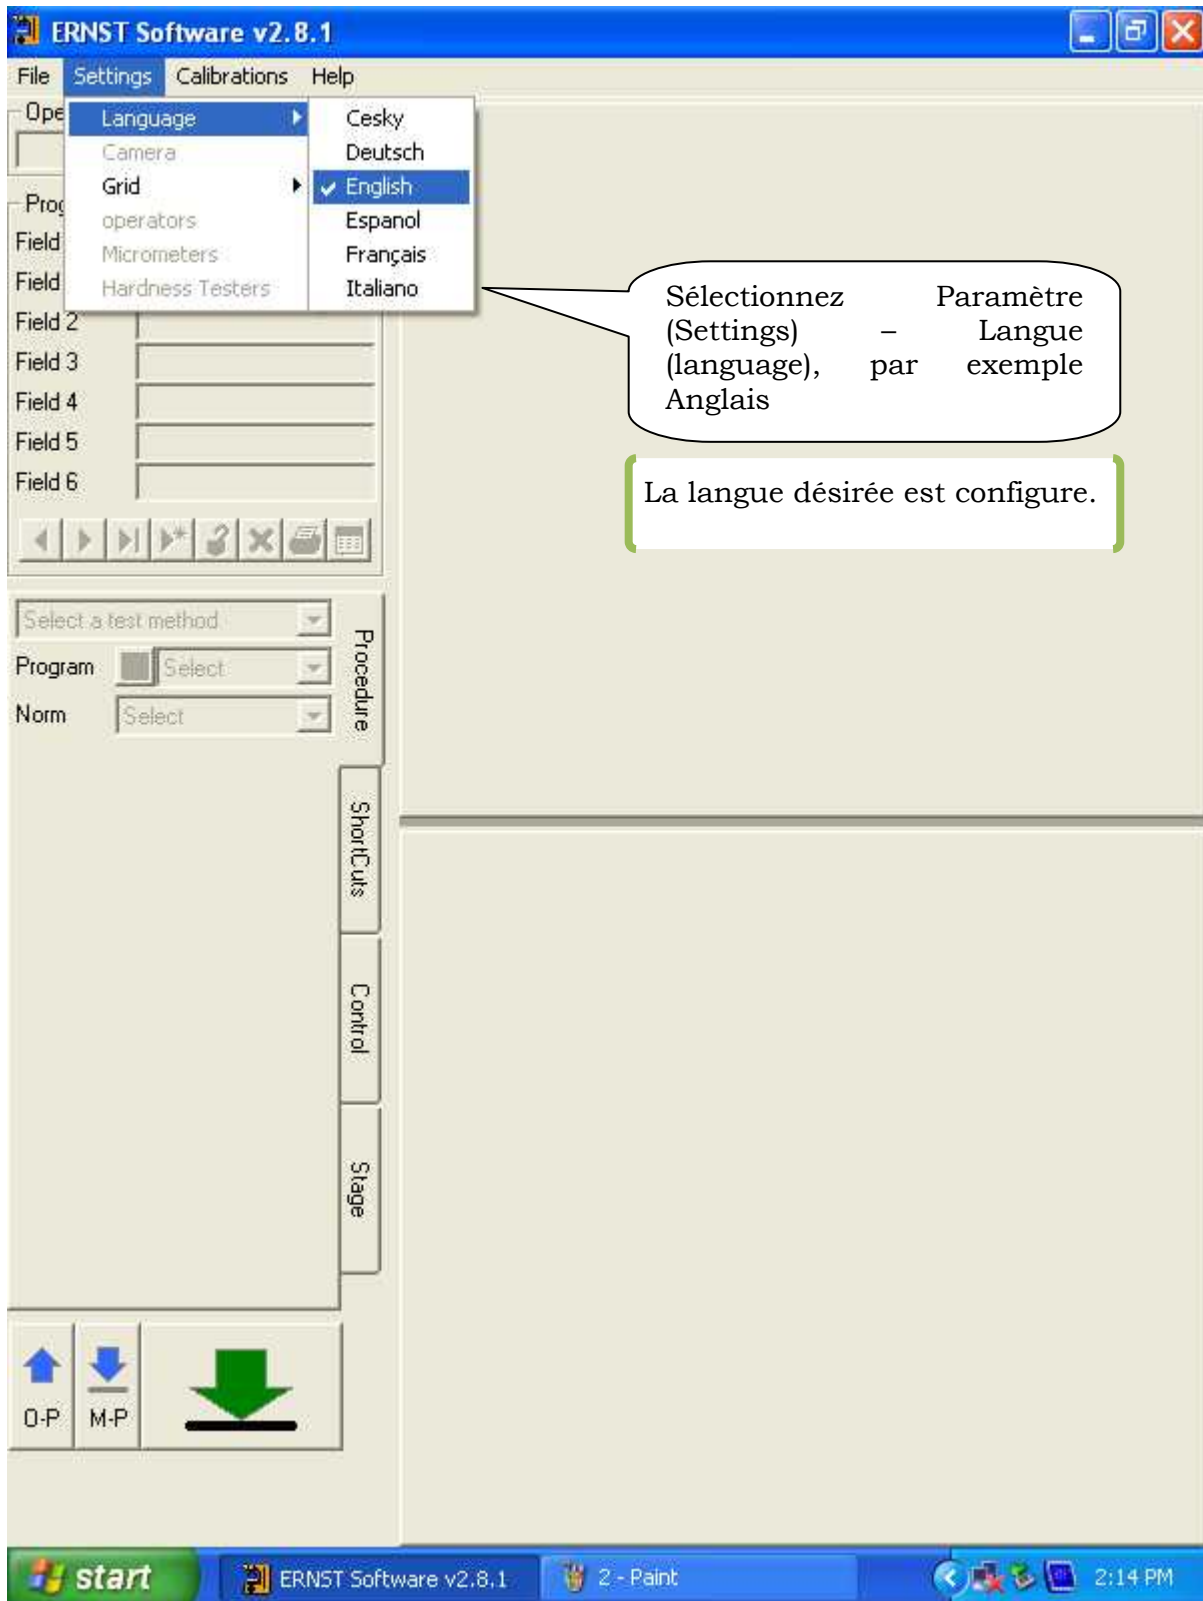 ERNST Software v2.8.1
File Settings Calibrations Help
Ope
Language
Camera
Grid
operators
Micrometers
Hardness Testers
Cesky
Deutsch
English
Espanol
Français
Italiano
Prog
Field
Field
Field 2
Field 3
Field 4
Field 5
Field 6
Sélectionnez Paramètre
(Settings) – Langue
(language), par exemple
Anglais
La langue désirée est configure.
Select a test method
Program Select
Norm Select
Procedure
ShortCuts
Control
Stage
O-P M-P
start ERNST Software v2.8.1 2 - Paint 2:14 PM